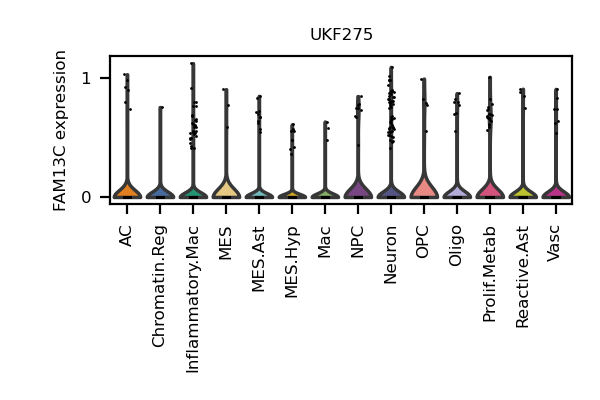 UKF275
FAM13C expression
1
0
AC
Chromatin.Reg
Inflammatory.Mac
MES
MES.Ast
MES.Hyp
Mac
NPC
Neuron
OPC
Oligo
Prolif.Metab
Reactive.Ast
Vasc